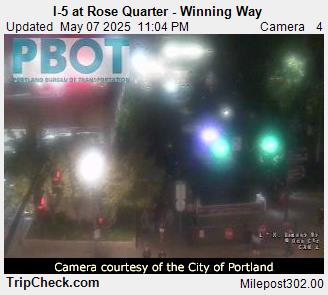 I-5 at Rose Quarter - Winning Way
Updated May 07 2025 11:04 PM Camera 4
PBOT
PORTLAND BUREAU OF TRANSPORTATION
Camera courtesy of the City of Portland
TripCheck.com Milepost302.00